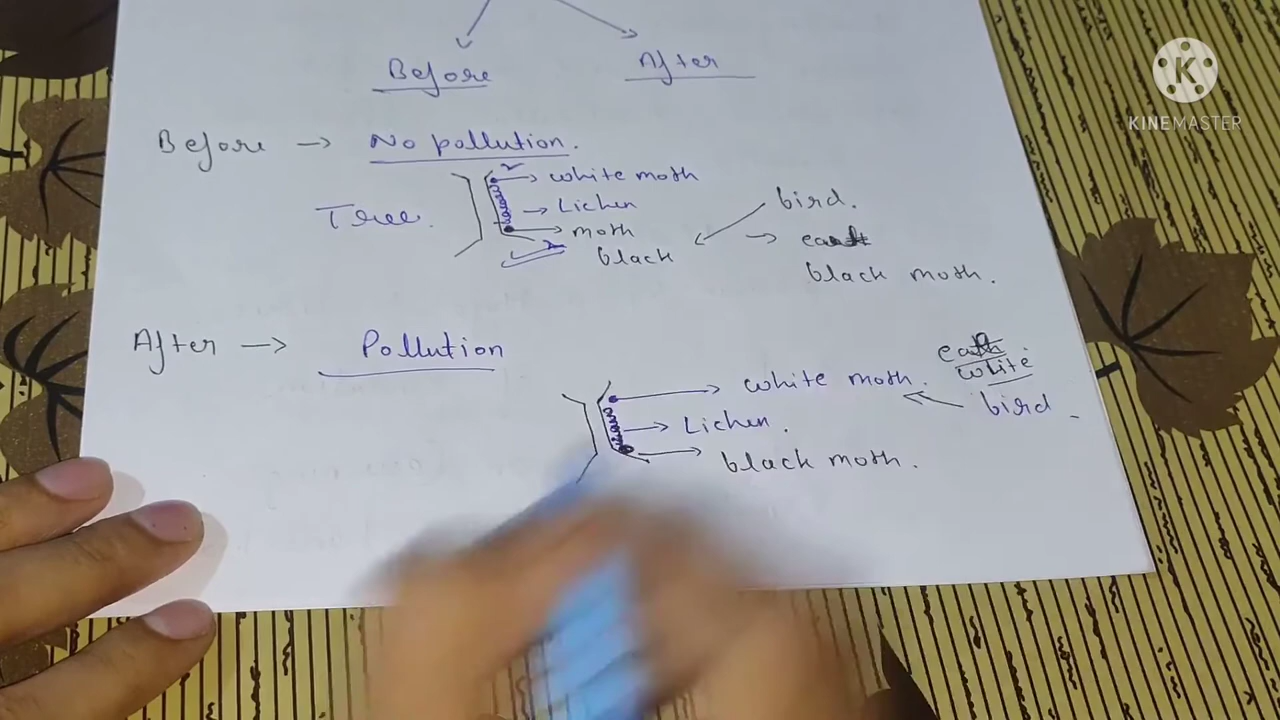 Before
After
Before → No pollution.
→ white moth
Tree.
→ Lichen
bird.
→ moth
→ eat
black
black moth.
After → Pollution
eat
white
→ white moth.
bird
→ Lichen.
→ black moth.
KINEMASTER